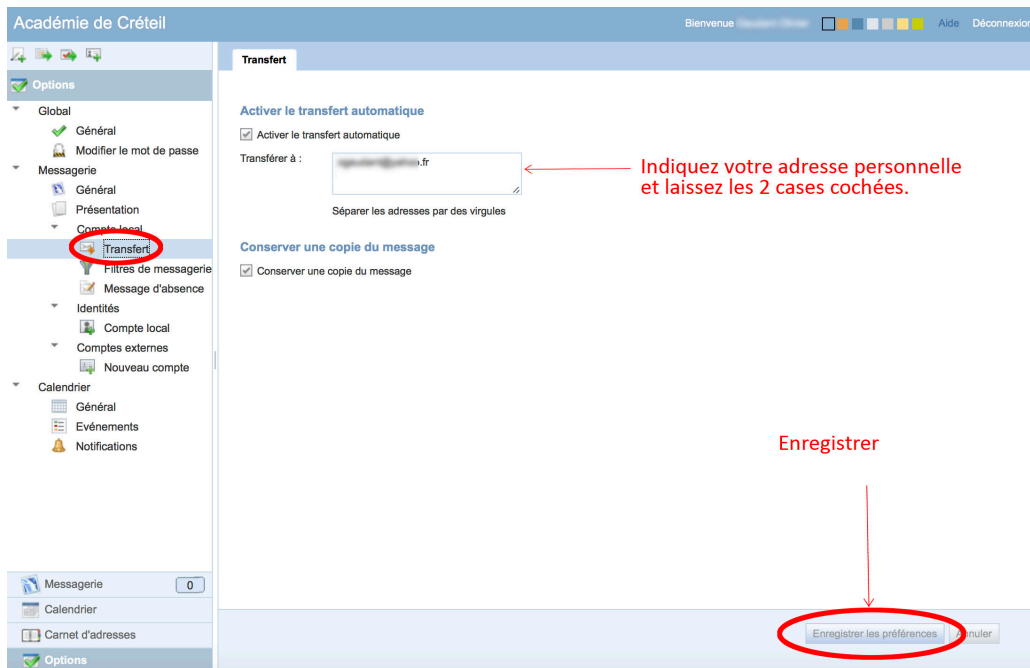 Académie de Créteil
Bienvenue
Aide
Déconnexion
Options
Global
Général
Modifier le mot de passe
Messagerie
Général
Présentation
Compte local
Transfert
Filtres de messagerie
Message d'absence
Identités
Compte local
Comptes externes
Nouveau compte
Calendrier
Général
Evénements
Notifications
Messagerie 0
Calendrier
Carnet d'adresses
Options
Transfert
Activer le transfert automatique
Activer le transfert automatique
Transférer à :
.fr
Séparer les adresses par des virgules
Indiquez votre adresse personnelle
et laissez les 2 cases cochées.
Conserver une copie du message
Conserver une copie du message
Enregistrer
Enregistrer les préférences
Annuler